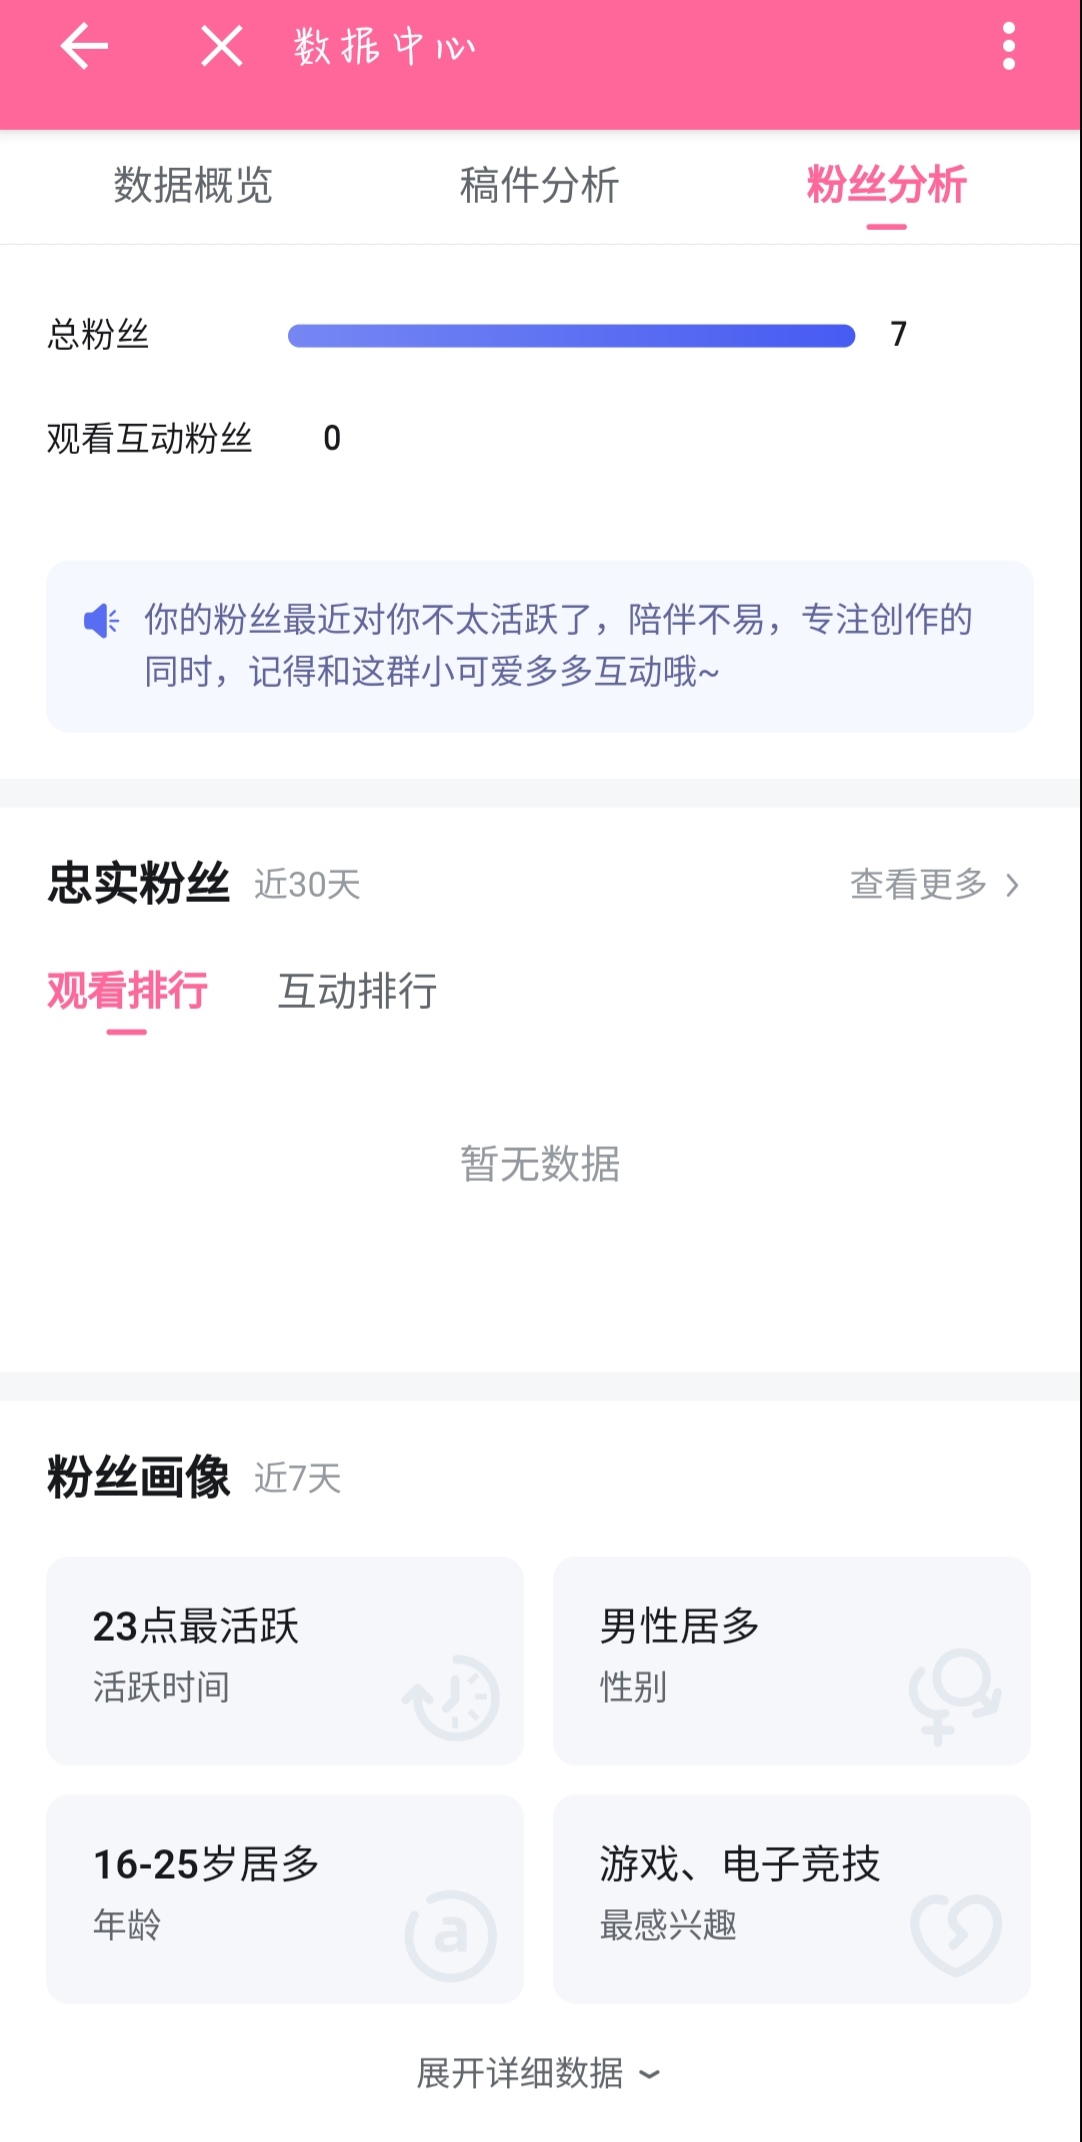 数据中心
数据概览 稿件分析 粉丝分析
总粉丝 7
观看互动粉丝 0
你的粉丝最近对你不太活跃了，陪伴不易，专注创作的
同时，记得和这群小可爱多多互动哦~
忠实粉丝 近30天 查看更多
观看排行 互动排行
暂无数据
粉丝画像 近7天
23点最活跃
活跃时间
男性居多
性别
16-25岁居多
年龄
游戏、电子竞技
最感兴趣
展开详细数据